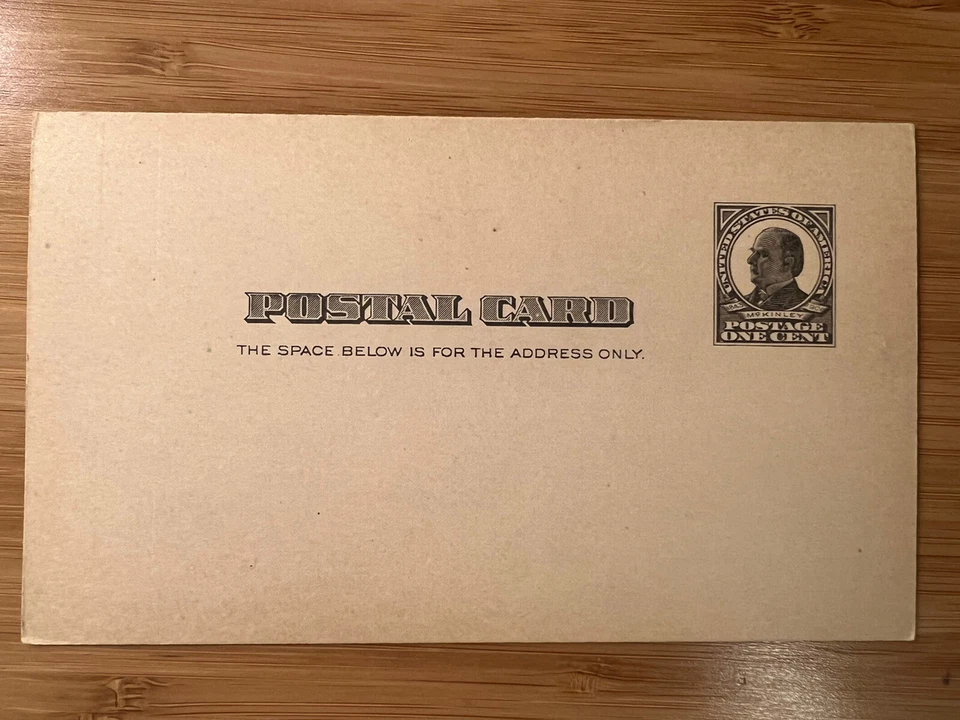 UNITED STATES OF AMERICA
POSTAL CARD
McKINLEY
POSTAGE
ONE CENT
THE SPACE BELOW IS FOR THE ADDRESS ONLY.